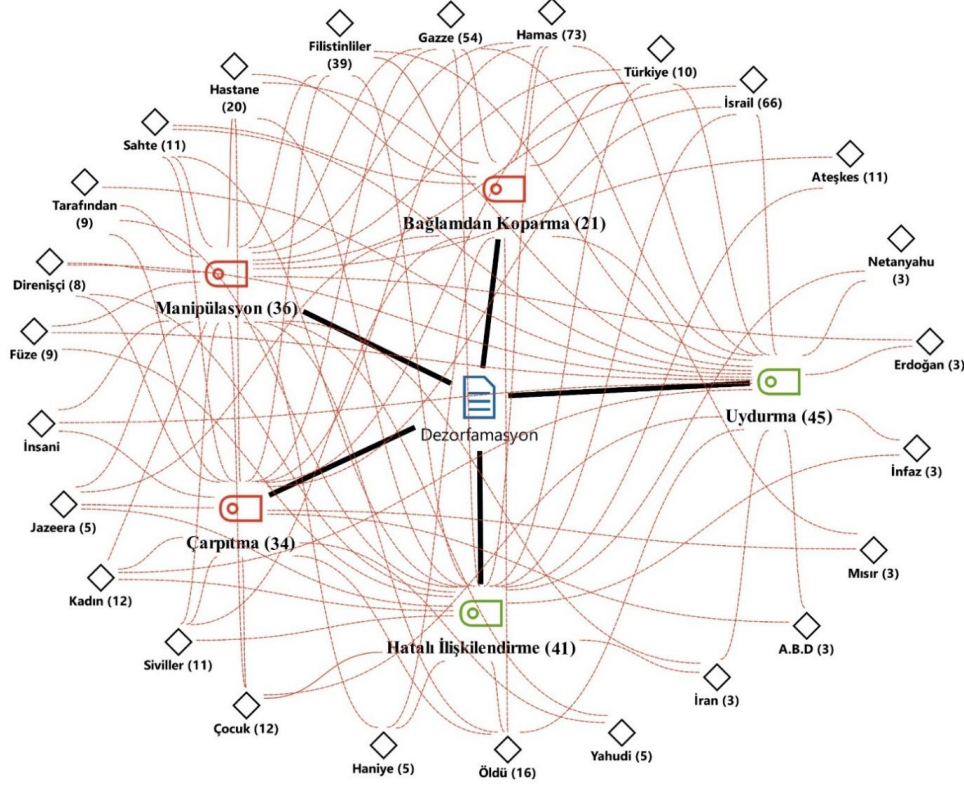 Hamas (73)
Gazze (54)
Filistinliler
(39)
Türkiye (10)
Hastane
(20)
İsrail (66)
Sahte (11)
Ateşkes (11)
Tarafından
(9)
Bağlamdan Koparma (21)
Netanyahu
(3)
Direnişçi (8)
Manipülasyon (36)
Füze (9)
Erdoğan (3)
Uydurma (45)
Dezorfamasyon
İnsani
İnfaz (3)
Jazeera (5)
Çarpıtma (34)
Mısır (3)
Kadın (12)
Hatalı İlişkilendirme (41)
A.B.D (3)
Siviller (11)
İran (3)
Çocuk (12)
Yahudi (5)
Haniye (5)
Öldü (16)